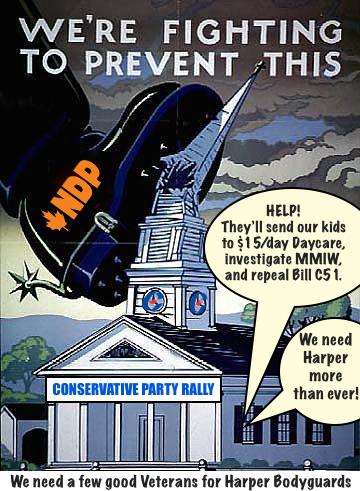 WE'RE FIGHTING
TO PREVENT THIS
NDP
HELP!
They'll send our kids
to $15/day Daycare,
investigate MMIW,
and repeal Bill C51.
We need
Harper
more
than ever!
CONSERVATIVE PARTY RALLY
We need a few good Veterans for Harper Bodyguards